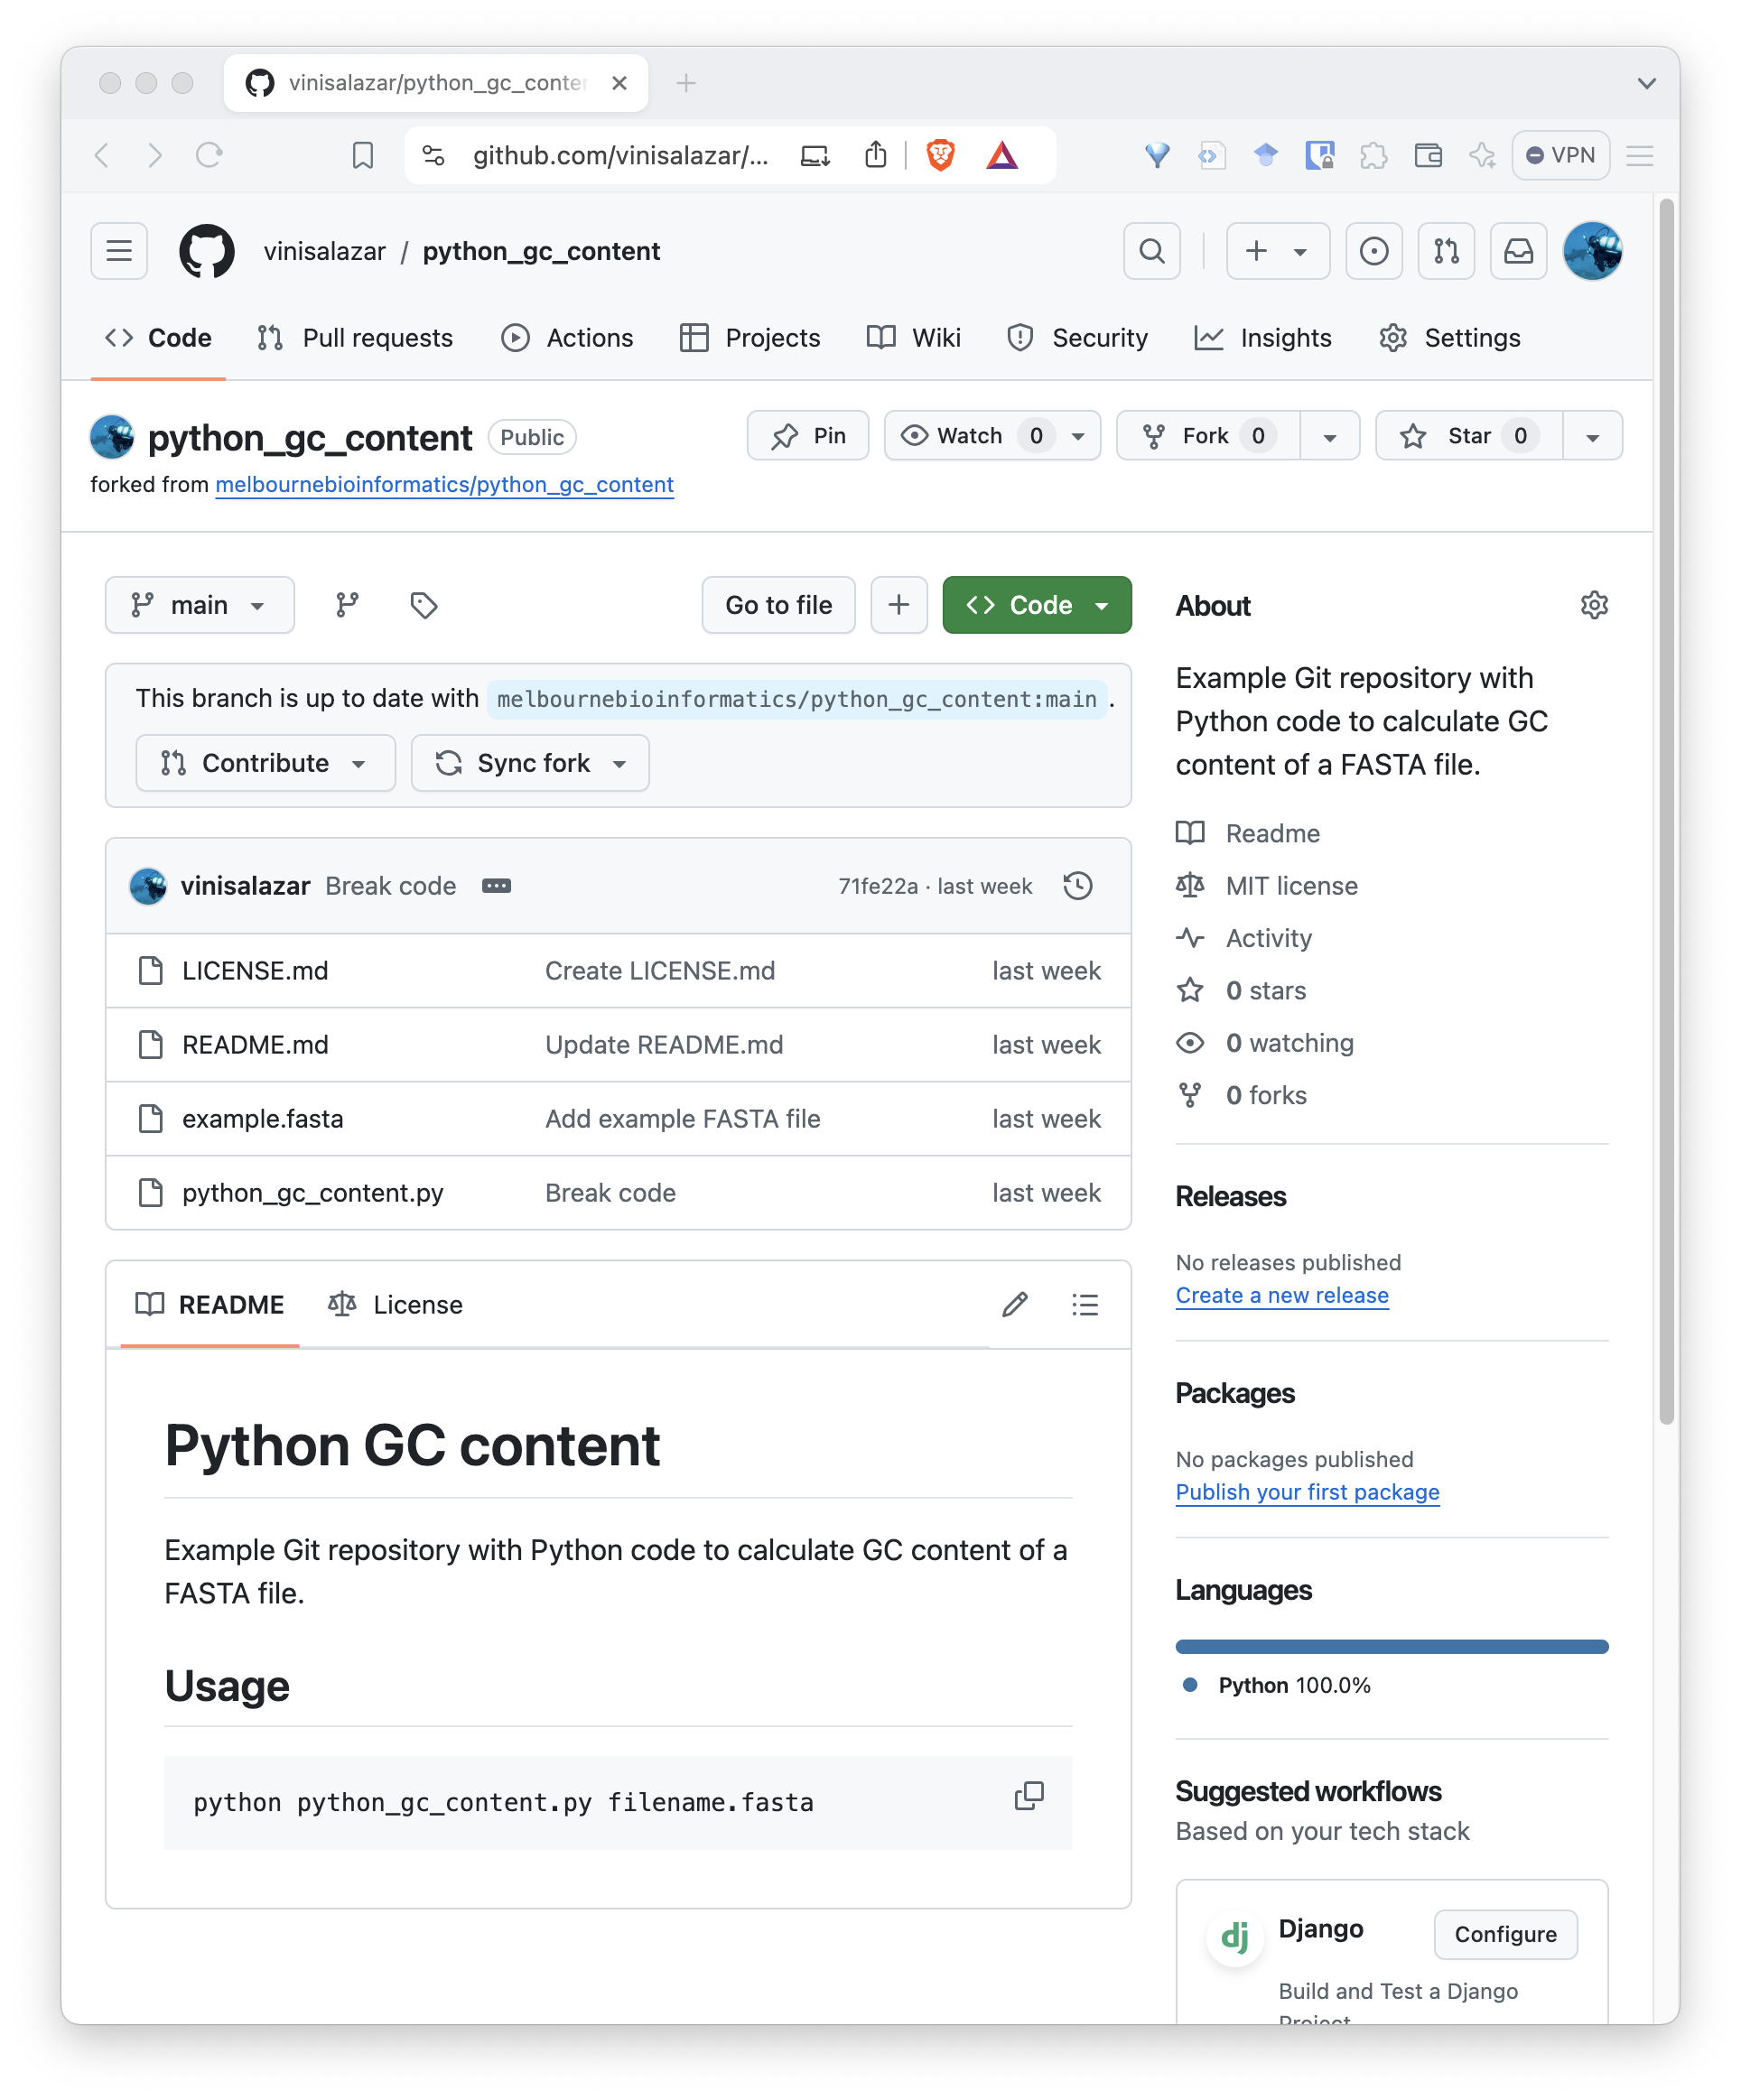 vinisalazar/python_gc_conten
github.com/vinisalazar/...
VPN
vinisalazar / python_gc_content
Code
Pull requests
Actions
Projects
Wiki
Security
Insights
Settings
python_gc_content
Public
Pin
Watch 0
Fork 0
Star 0
forked from melbournebioinformatics/python_gc_content
main
Go to file
Code
This branch is up to date with melbournebioinformatics/python_gc_content:main .
Contribute
Sync fork
vinisalazar Break code
71fe22a · last week
LICENSE.md Create LICENSE.md last week
README.md Update README.md last week
example.fasta Add example FASTA file last week
python_gc_content.py Break code last week
README
License
Python GC content
Example Git repository with Python code to calculate GC content of a
FASTA file.
Usage
python python_gc_content.py filename.fasta
About
Example Git repository with
Python code to calculate GC
content of a FASTA file.
Readme
MIT license
Activity
0 stars
0 watching
0 forks
Releases
No releases published
Create a new release
Packages
No packages published
Publish your first package
Languages
Python 100.0%
Suggested workflows
Based on your tech stack
dj
Django
Configure
Build and Test a Django
Project